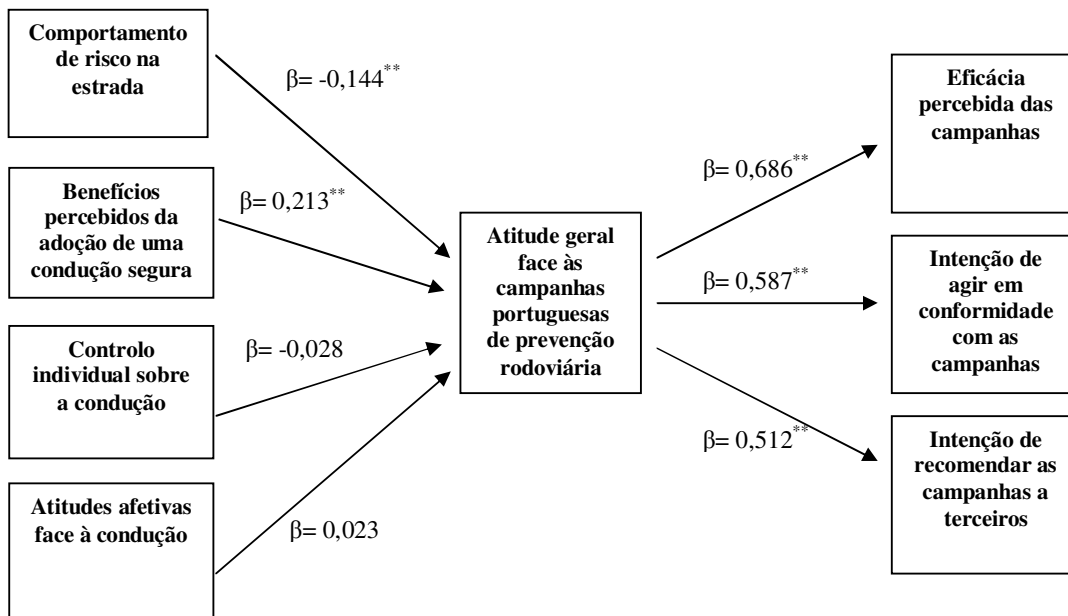 Comportamento
de risco na
estrada
β= -0,144**
Benefícios
percebidos da
adoção de uma
condução segura
β= 0,213**
Controlo
individual sobre
a condução
β= -0,028
Atitudes afetivas
face à condução
β= 0,023
Atitude geral
face às
campanhas
portuguesas
de prevenção
rodoviária
β= 0,686**
Eficácia
percebida das
campanhas
β= 0,587**
Intenção de
agir em
conformidade
com as
campanhas
β= 0,512**
Intenção de
recomendar as
campanhas a
terceiros